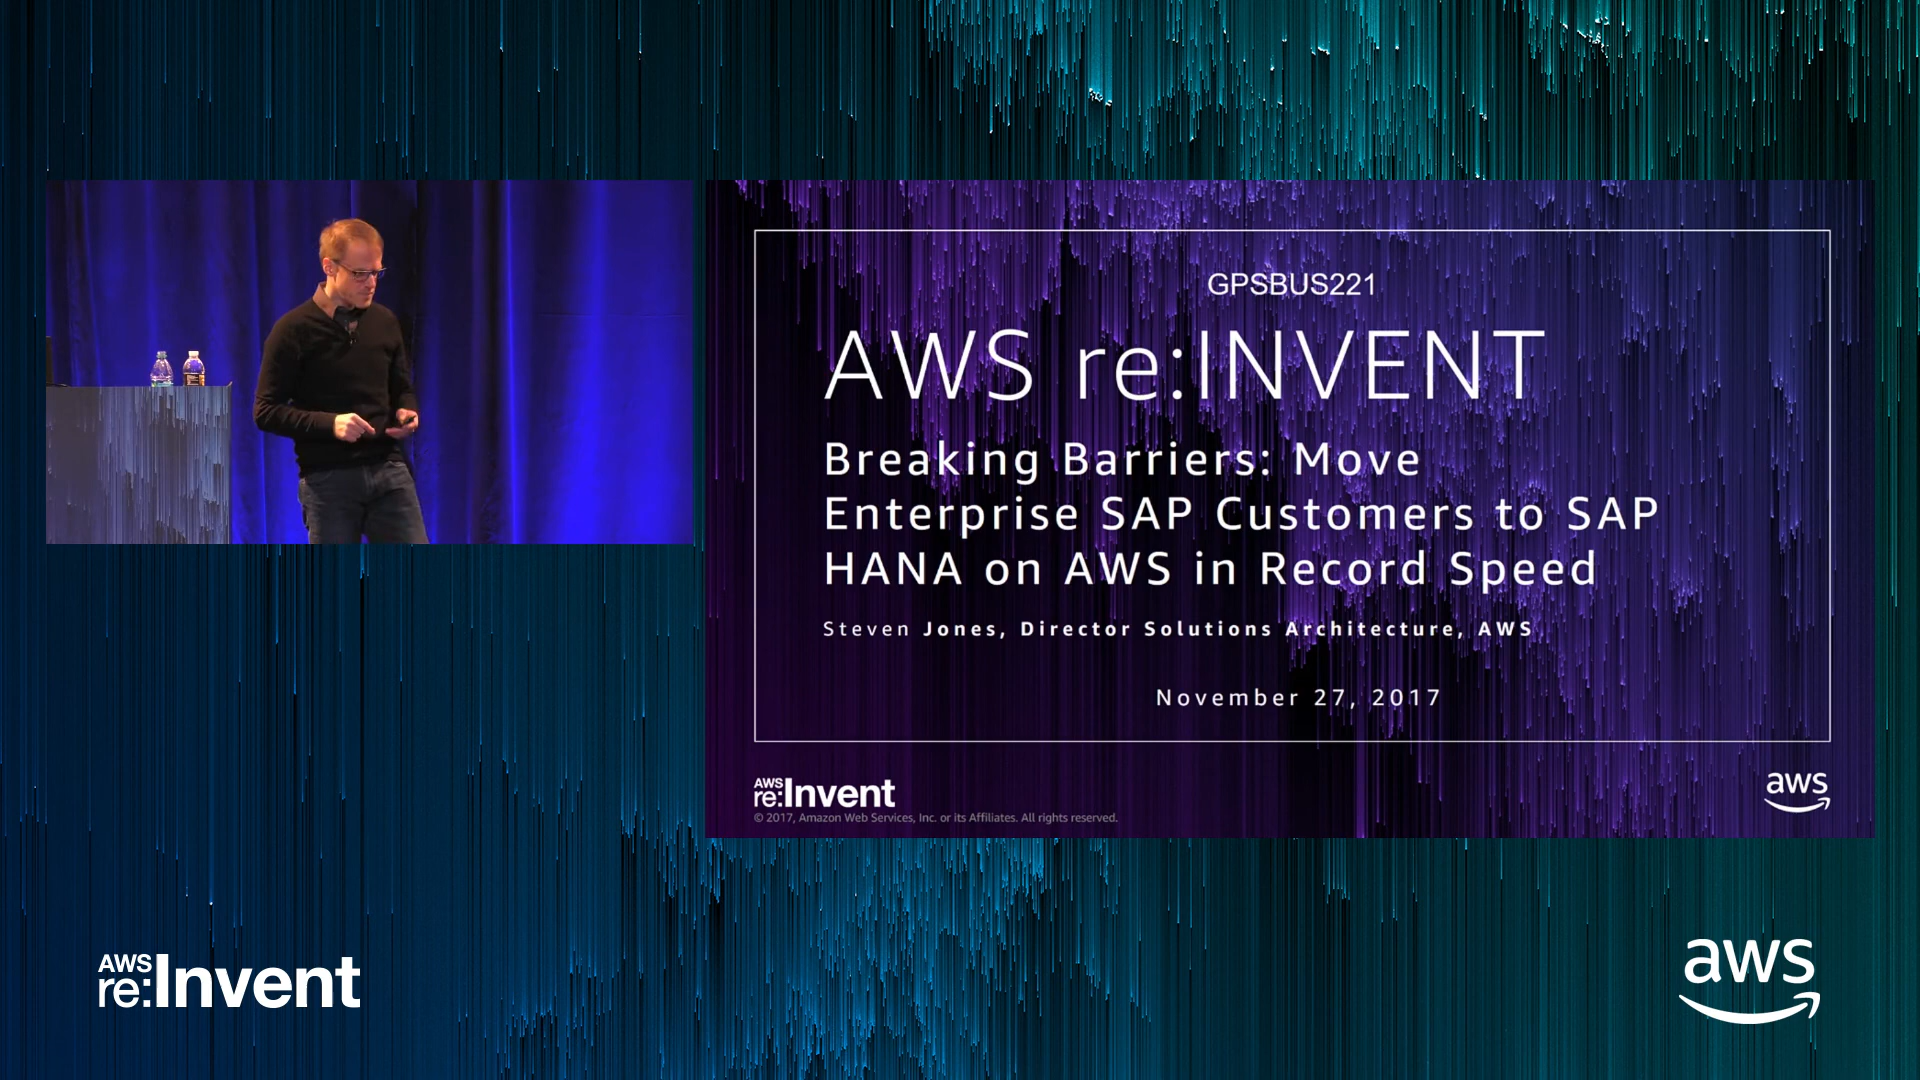 GPSBUS221
AWS re:INVENT
Breaking Barriers: Move
Enterprise SAP Customers to SAP
HANA on AWS in Record Speed
Steven Jones, Director Solutions Architecture, AWS
November 27, 2017
AWS
re:Invent
© 2017, Amazon Web Services, Inc. or its Affiliates. All rights reserved.
aws
AWS
re:Invent
aws